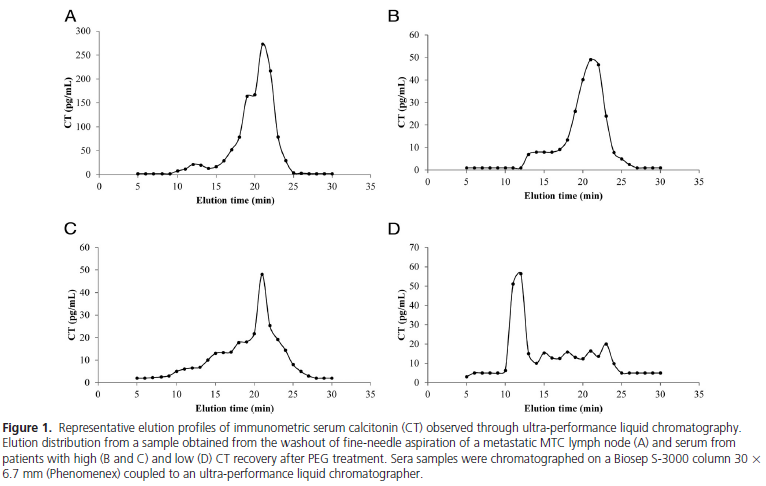 A
CT (pg/mL)
300
250
200
150
100
50
0
0 5 10 15 20 25 30 35
Elution time (min)
B
CT (pg/mL)
60
50
40
30
20
10
0
0 5 10 15 20 25 30 35
Elution time (min)
C
CT (pg/mL)
60
50
40
30
20
10
0
0 5 10 15 20 25 30 35
Elution time (min)
D
CT (pg/mL)
70
60
50
40
30
20
10
0
0 5 10 15 20 25 30 35
Elution time (min)
Figure 1. Representative elution profiles of immunometric serum calcitonin (CT) observed through ultra-performance liquid chromatography.
Elution distribution from a sample obtained from the washout of fine-needle aspiration of a metastatic MTC lymph node (A) and serum from
patients with high (B and C) and low (D) CT recovery after PEG treatment. Sera samples were chromatographed on a Biosep S-3000 column 30 ×
6.7 mm (Phenomenex) coupled to an ultra-performance liquid chromatographer.